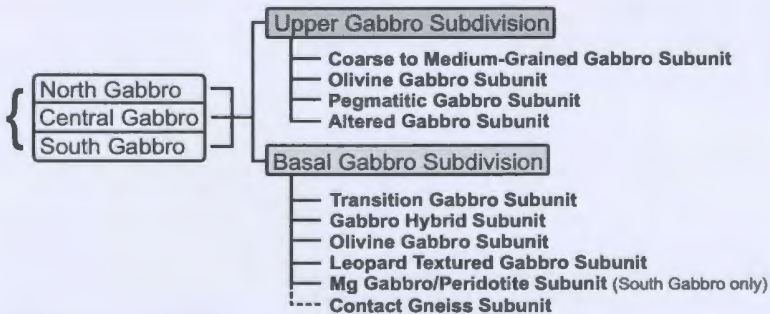 Upper Gabbro Subdivision
Coarse to Medium-Grained Gabbro Subunit
Olivine Gabbro Subunit
Pegmatitic Gabbro Subunit
Altered Gabbro Subunit
North Gabbro
Central Gabbro
South Gabbro
Basal Gabbro Subdivision
Transition Gabbro Subunit
Gabbro Hybrid Subunit
Olivine Gabbro Subunit
Leopard Textured Gabbro Subunit
Mg Gabbro/Peridotite Subunit (South Gabbro only)
Contact Gneiss Subunit